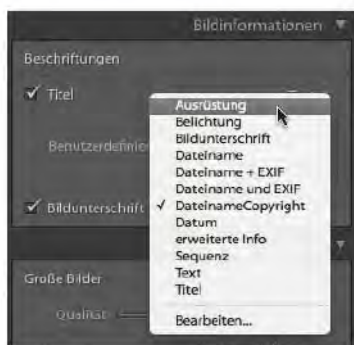 Bildinformationen
Beschriftungen
Titel
Ausrüstung
Belichtung
Bildunterschrift
Dateiname
Dateiname + EXIF
Dateiname und EXIF
DateinameCopyright
Datum
erweiterte Info
Sequenz
Text
Titel
Bearbeiten...
Bildunterschrift
Große Bilder
Qualität